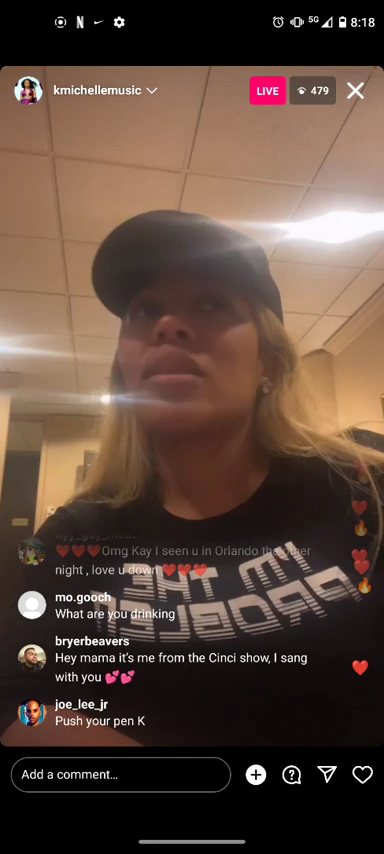 5G
8:18
kmichellemusic
LIVE
479
❤️❤️❤️Omg Kay I seen u in Orlando the other
night , love u down ❤️❤️❤️
mo.gooch
What are you drinking
bryerbeavers
Hey mama it's me from the Cinci show, I sang
with you 💕💕
joe_lee_jr
Push your pen K
I'M THE
PROBLEM
Add a comment...